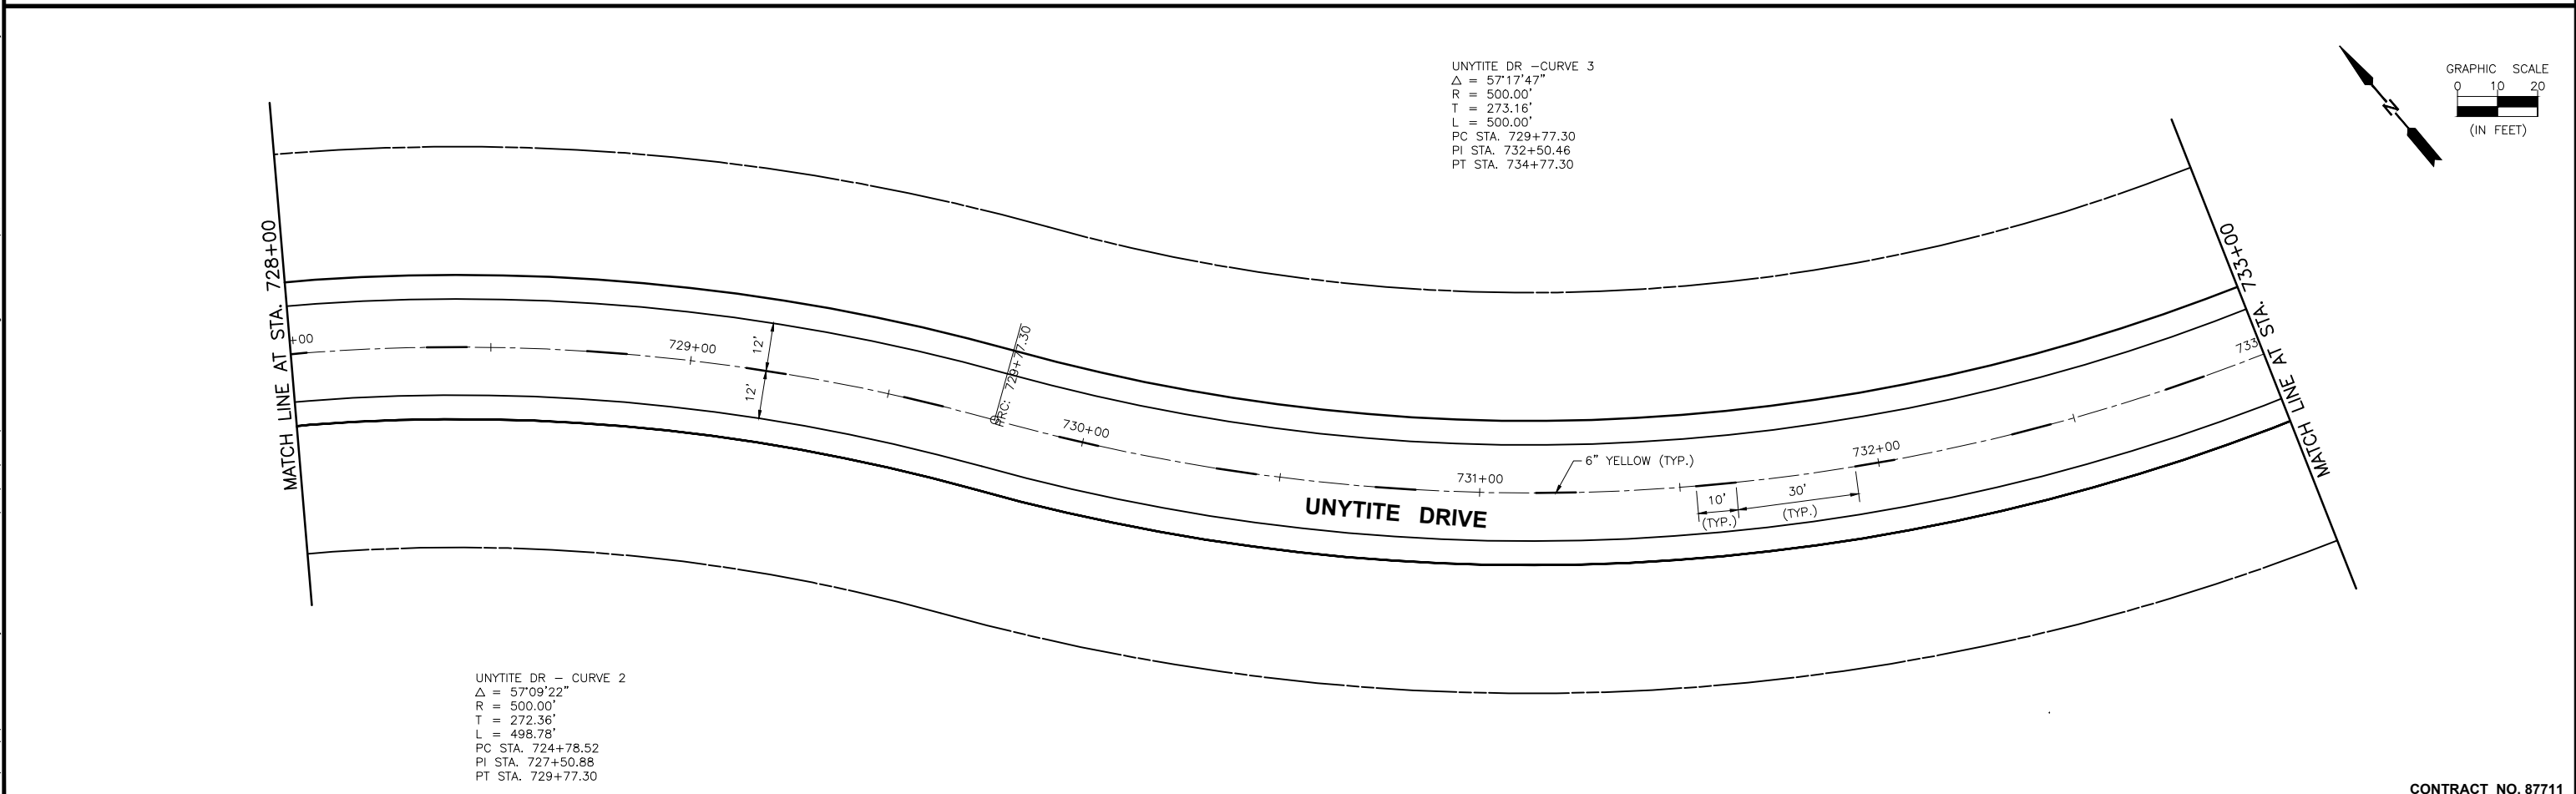 UNYTITE DR -CURVE 3
Δ = 57°17'47"
R = 500.00'
T = 273.16'
L = 500.00'
PC STA. 729+77.30
PI STA. 732+50.46
PT STA. 734+77.30
N
GRAPHIC SCALE
0 10 20
(IN FEET)
MATCH LINE AT STA. 728+00
+00
729+00
12'
12'
PRC: 729+77.30
730+00
731+00
6" YELLOW (TYP.)
732+00
733
MATCH LINE AT STA. 733+00
10'
(TYP.)
30'
(TYP.)
UNYTITE DRIVE
UNYTITE DR - CURVE 2
Δ = 57°09'22"
R = 500.00'
T = 272.36'
L = 498.78'
PC STA. 724+78.52
PI STA. 727+50.88
PT STA. 729+77.30
CONTRACT NO. 87711